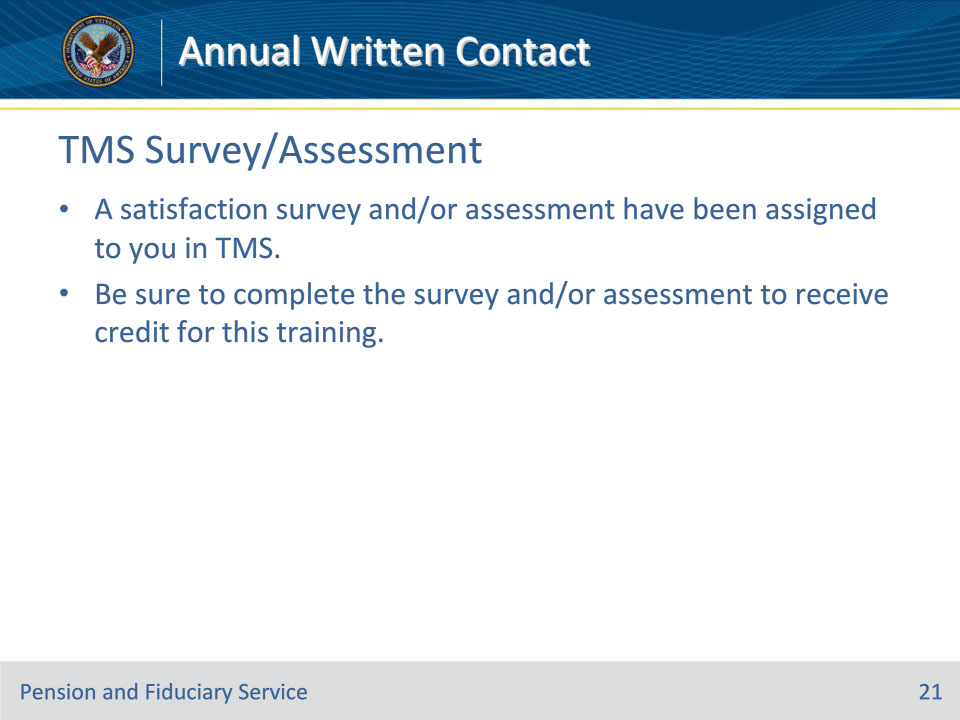 Annual Written Contact
TMS Survey/Assessment
• A satisfaction survey and/or assessment have been assigned
to you in TMS.
• Be sure to complete the survey and/or assessment to receive
credit for this training.
Pension and Fiduciary Service
21